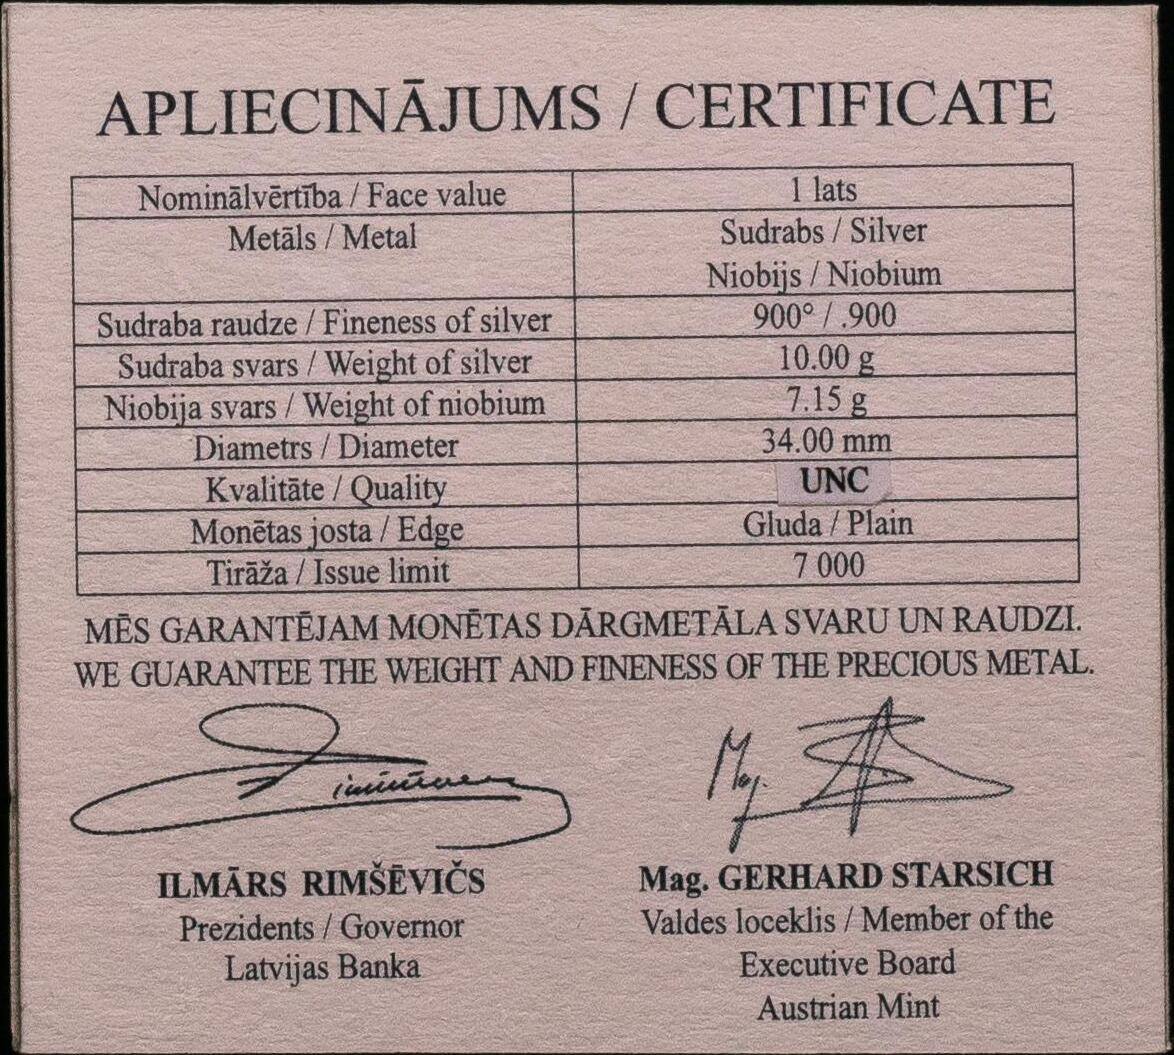 APLIECINĀJUMS / CERTIFICATE
Nominālvērtība / Face value 1 lats
Metāls / Metal Sudrabs / Silver
Niobijs / Niobium
Sudraba raudze / Fineness of silver 900° / .900
Sudraba svars / Weight of silver 10.00 g
Niobija svars / Weight of niobium 7.15 g
Diametrs / Diameter 34.00 mm
Kvalitāte / Quality UNC
Monētas josta / Edge Gluda / Plain
Tirāža / Issue limit 7 000
MĒS GARANTĒJAM MONĒTAS DĀRGMETĀLA SVARU UN RAUDZI.
WE GUARANTEE THE WEIGHT AND FINENESS OF THE PRECIOUS METAL.
Mag.
ILMĀRS RIMŠĒVIČS
Prezidents / Governor
Latvijas Banka
Mag. GERHARD STARSICH
Valdes loceklis / Member of the
Executive Board
Austrian Mint